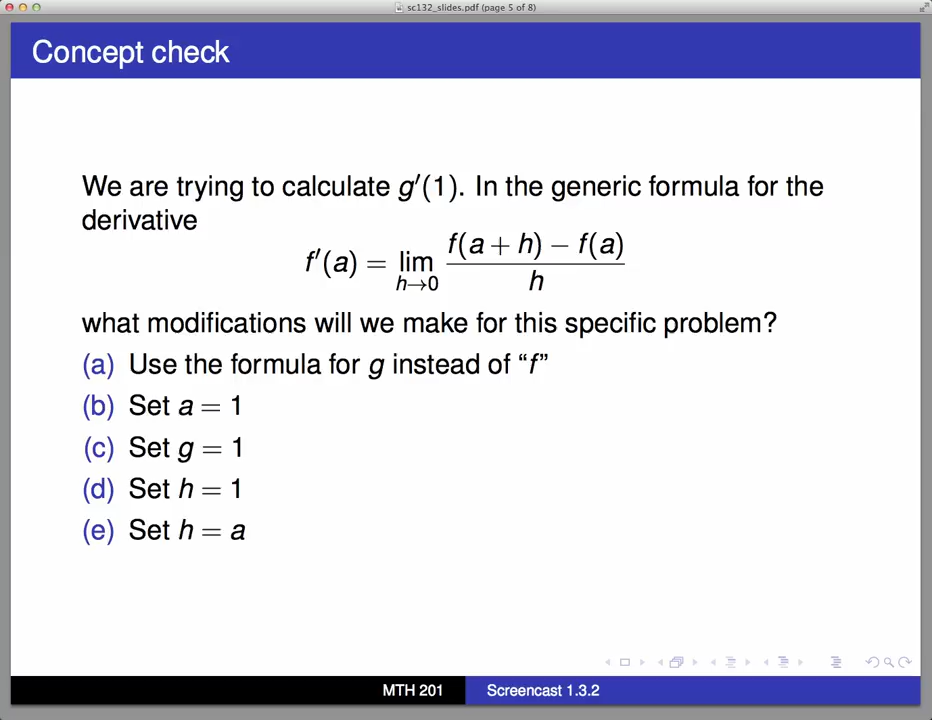 sc132_slides.pdf (page 5 of 8)
Concept check
We are trying to calculate g′(1). In the generic formula for the
derivative
f′(a) = lim_{h→0} \frac{f(a + h) − f(a)}{h}
what modifications will we make for this specific problem?
(a) Use the formula for g instead of “f”
(b) Set a = 1
(c) Set g = 1
(d) Set h = 1
(e) Set h = a
MTH 201 Screencast 1.3.2